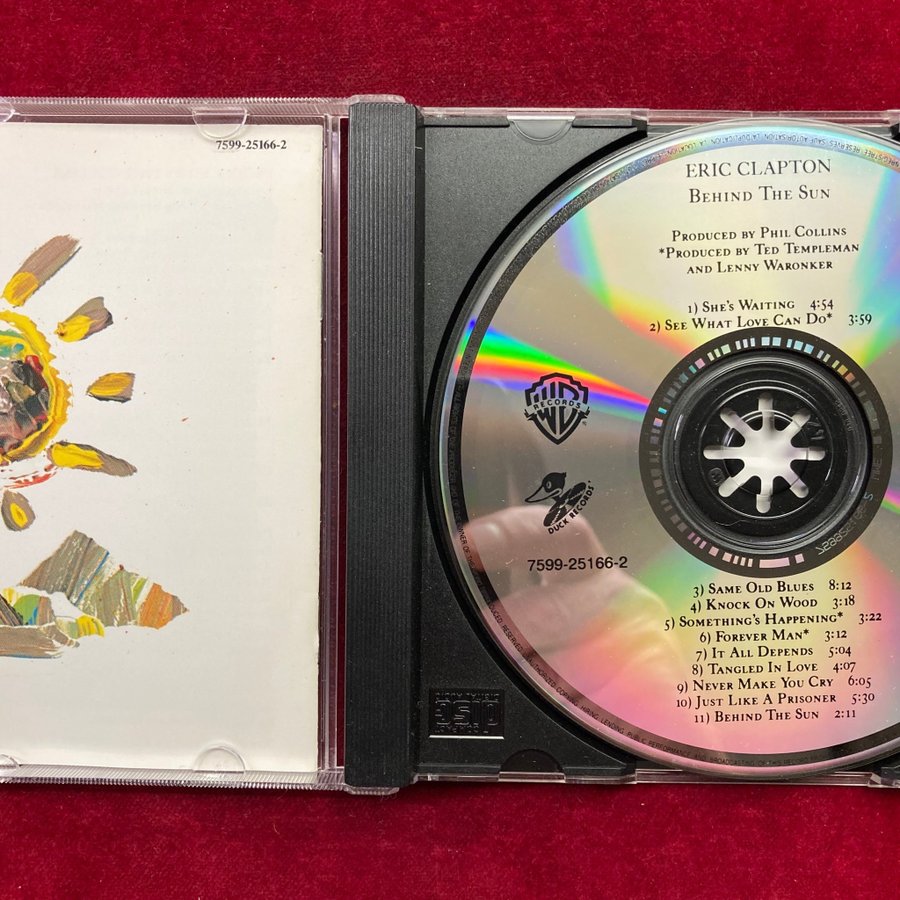 7599-25166-2
ERIC CLAPTON
BEHIND THE SUN
PRODUCED BY PHIL COLLINS
*PRODUCED BY TED TEMPLEMAN
AND LENNY WARONKER
1) SHE'S WAITING 4:54
2) SEE WHAT LOVE CAN DO* 3:59
WB
RECORDS
DUCK RECORDS
7599-25166-2
3) SAME OLD BLUES 8:12
4) KNOCK ON WOOD 3:18
5) SOMETHING'S HAPPENING* 3:22
6) FOREVER MAN* 3:12
7) IT ALL DEPENDS 5:04
8) TANGLED IN LOVE 4:07
9) NEVER MAKE YOU CRY 6:05
10) JUST LIKE A PRISONER 5:30
11) BEHIND THE SUN 2:11